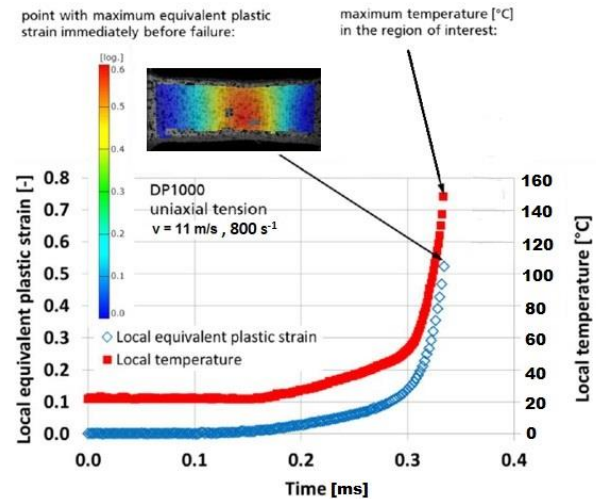 point with maximum equivalent plastic
strain immediately before failure:
maximum temperature [°C]
in the region of interest:
[log.]
0.6
0.5
0.4
0.3
0.2
0.1
0.0
DP1000
uniaxial tension
v = 11 m/s , 800 s⁻¹
Local equivalent plastic strain
Local temperature
Local equivalent plastic strain [-]
0.8
0.7
0.6
0.5
0.4
0.3
0.2
0.1
0.0
160
140
120
100
80
60
40
20
0
Local temperature [°C]
0.0 0.1 0.2 0.3 0.4
Time [ms]